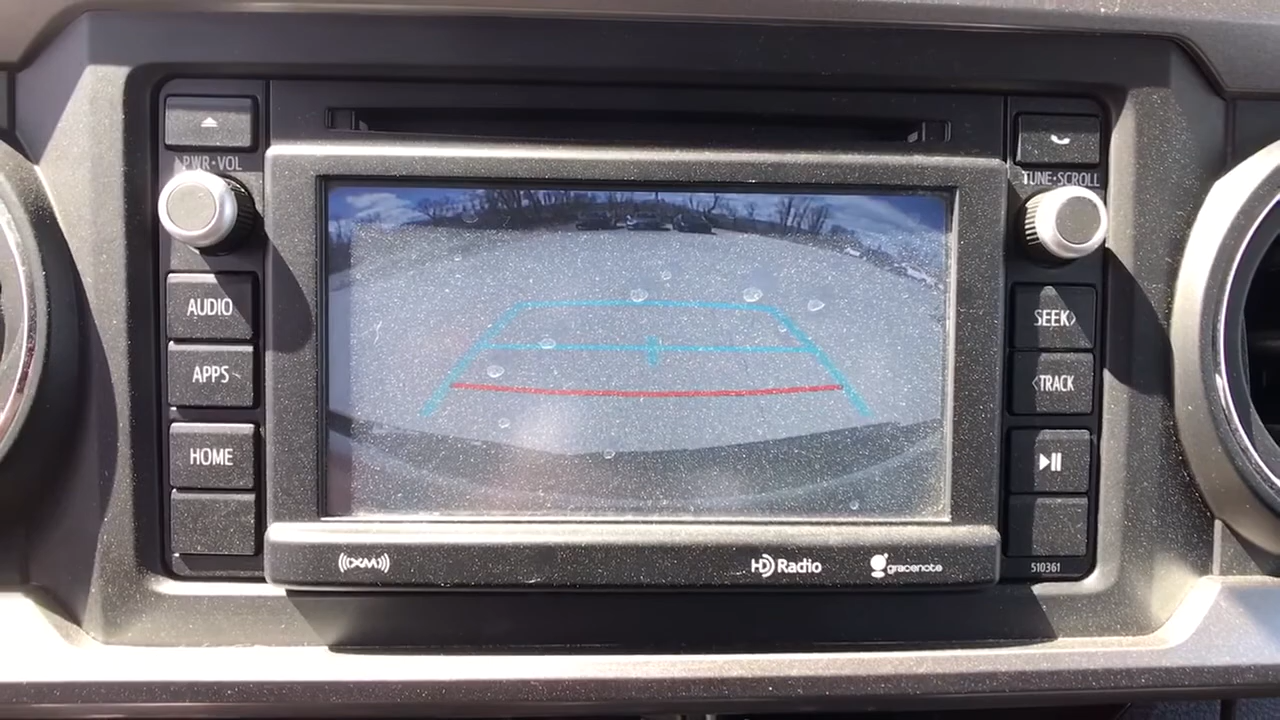 PWR•VOL
AUDIO
APPS
HOME
TUNE•SCROLL
SEEK>
<TRACK
((XM))
HD Radio
gracenote
510361